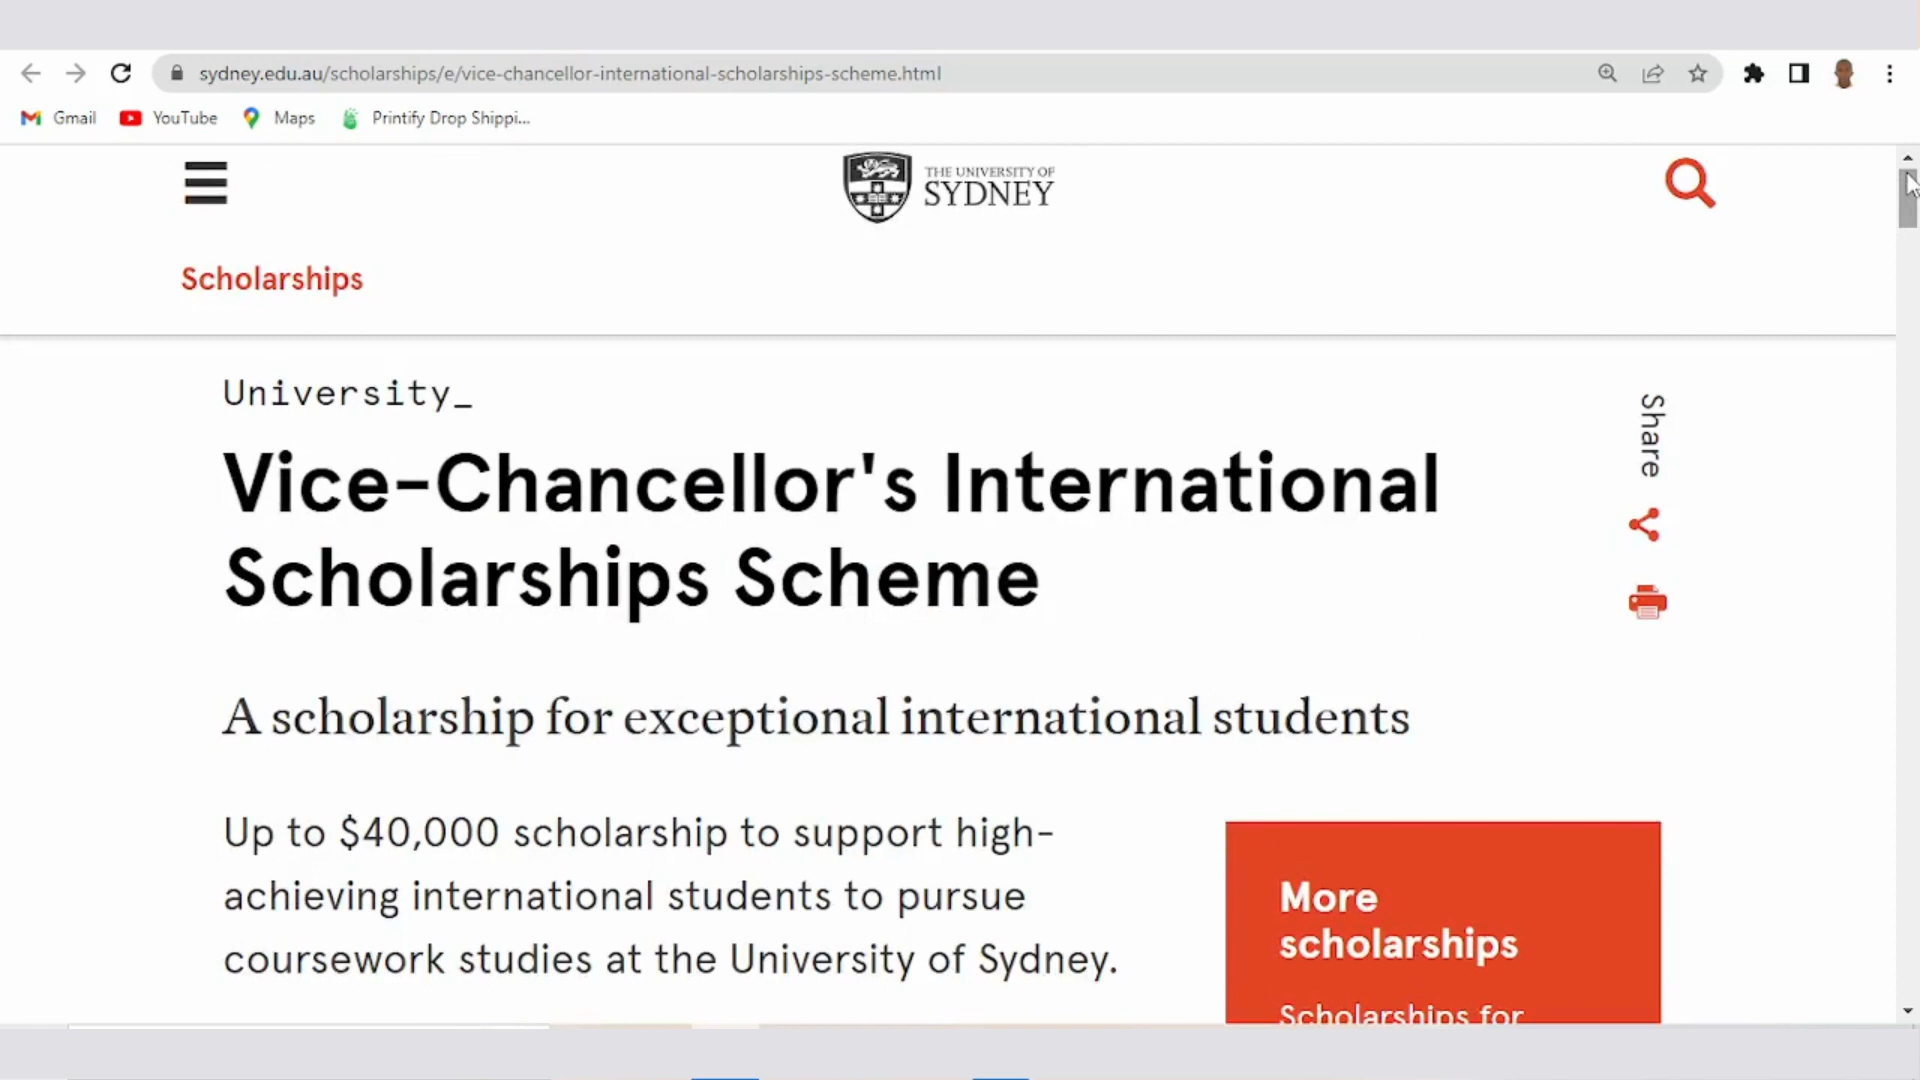 sydney.edu.au/scholarships/e/vice-chancellor-international-scholarships-scheme.html
Gmail
YouTube
Maps
Printify Drop Shippi...
THE UNIVERSITY OF
SYDNEY
Scholarships
University_
Share
Vice-Chancellor's International
Scholarships Scheme
A scholarship for exceptional international students
Up to $40,000 scholarship to support high-
achieving international students to pursue
coursework studies at the University of Sydney.
More
scholarships
Scholarships for